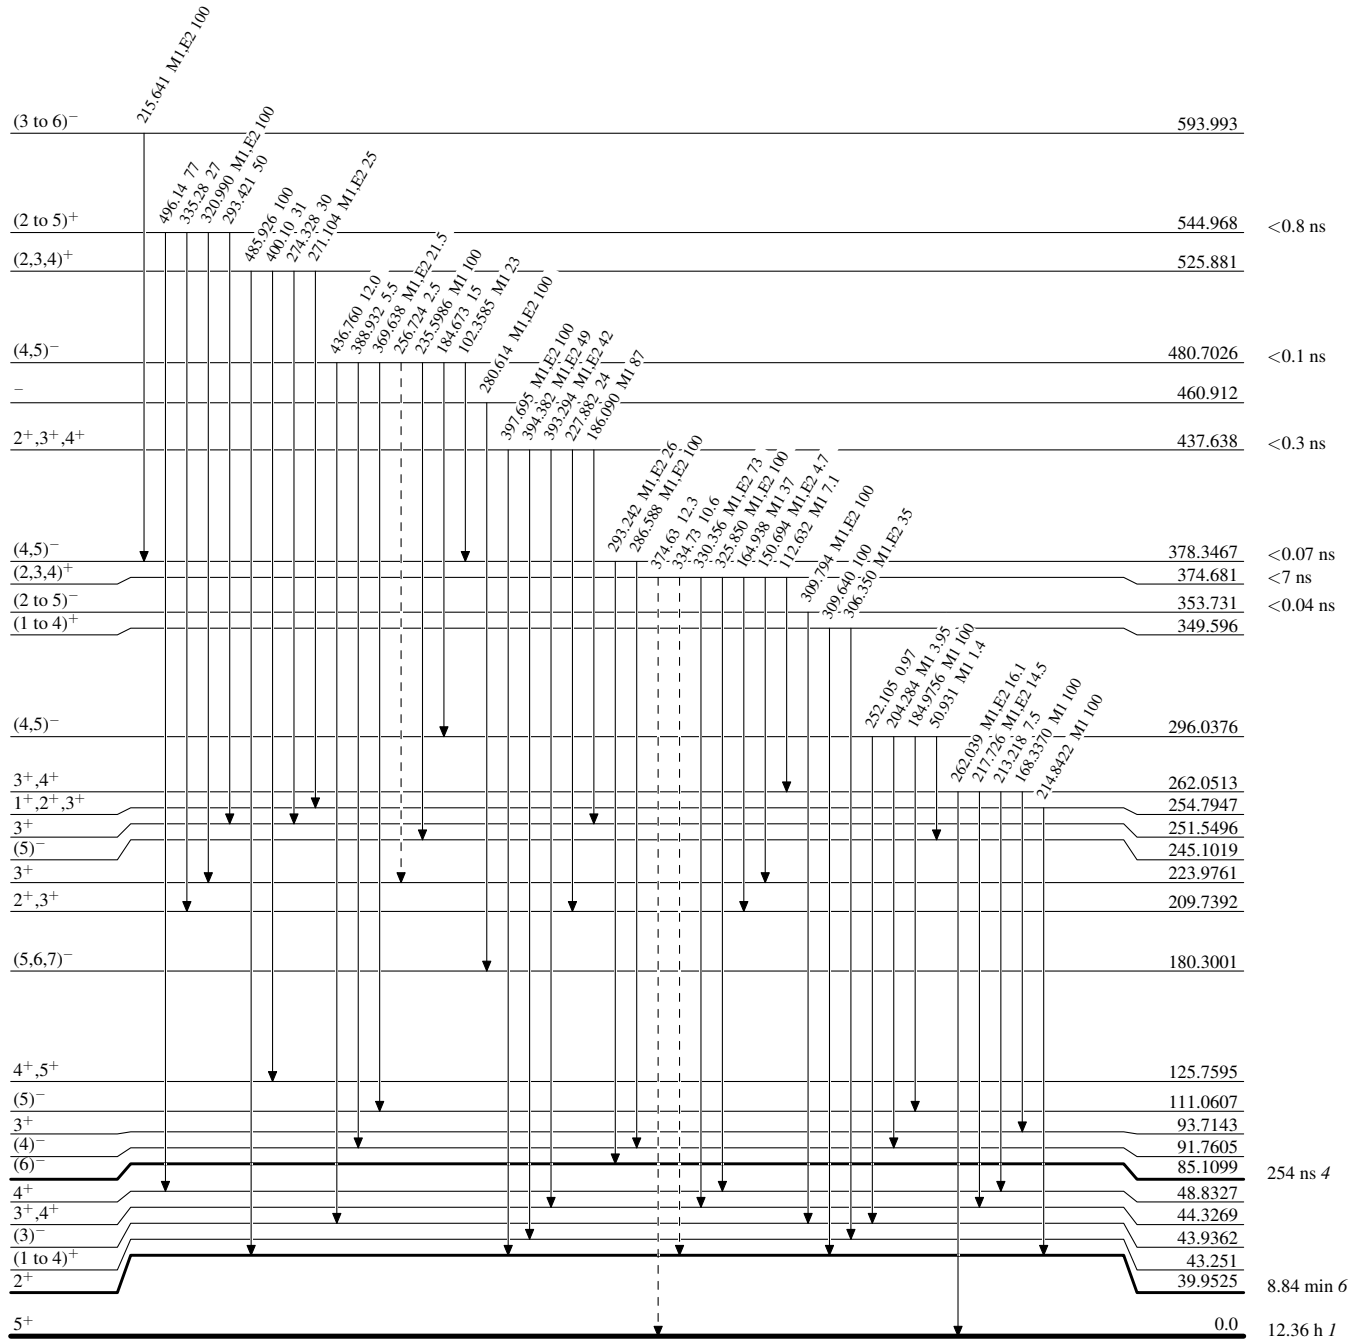 215.641 M1,E2 100
(3 to 6)− 593.993
496.14 77
335.28 27
320.990 M1,E2 100
293.421 50
(2 to 5)+ 544.968 <0.8 ns
485.926 100
400.10 31
274.328 30
271.104 M1,E2 25
(2,3,4)+ 525.881
436.760 12.0
388.932 5.5
369.638 M1,E2 21.5
256.724 2.5
235.5986 M1 100
184.673 15
102.3585 M1 23
(4,5)− 480.7026 <0.1 ns
280.614 M1,E2 100
− 460.912
397.695 M1,E2 100
394.382 M1,E2 49
393.294 M1,E2 42
227.882 24
186.090 M1 87
2+,3+,4+ 437.638 <0.3 ns
293.242 M1,E2 26
286.588 M1,E2 100
(4,5)− 378.3467 <0.07 ns
374.63 12.3
334.73 10.6
330.356 M1,E2 73
325.850 M1,E2 100
164.938 M1 37
150.694 M1,E2 4.7
112.632 M1 7.1
(2,3,4)+ 374.681 <7 ns
309.794 M1,E2 100
(2 to 5)− 353.731 <0.04 ns
309.640 100
306.350 M1,E2 35
(1 to 4)+ 349.596
252.105 0.97
204.284 M1 3.95
184.9756 M1 100
50.931 M1 1.4
(4,5)− 296.0376
262.039 M1,E2 16.1
217.726 M1,E2 14.5
213.218 7.5
168.3370 M1 100
3+,4+ 262.0513
214.8422 M1 100
1+,2+,3+ 254.7947
3+ 251.5496
(5)− 245.1019
3+ 223.9761
2+,3+ 209.7392
(5,6,7)− 180.3001
4+,5+ 125.7595
(5)− 111.0607
3+ 93.7143
(4)− 91.7605
(6)− 85.1099 254 ns 4
4+ 48.8327
3+,4+ 44.3269
(3)− 43.9362
(1 to 4)+ 43.251
2+ 39.9525 8.84 min 6
5+ 0.0 12.36 h 1